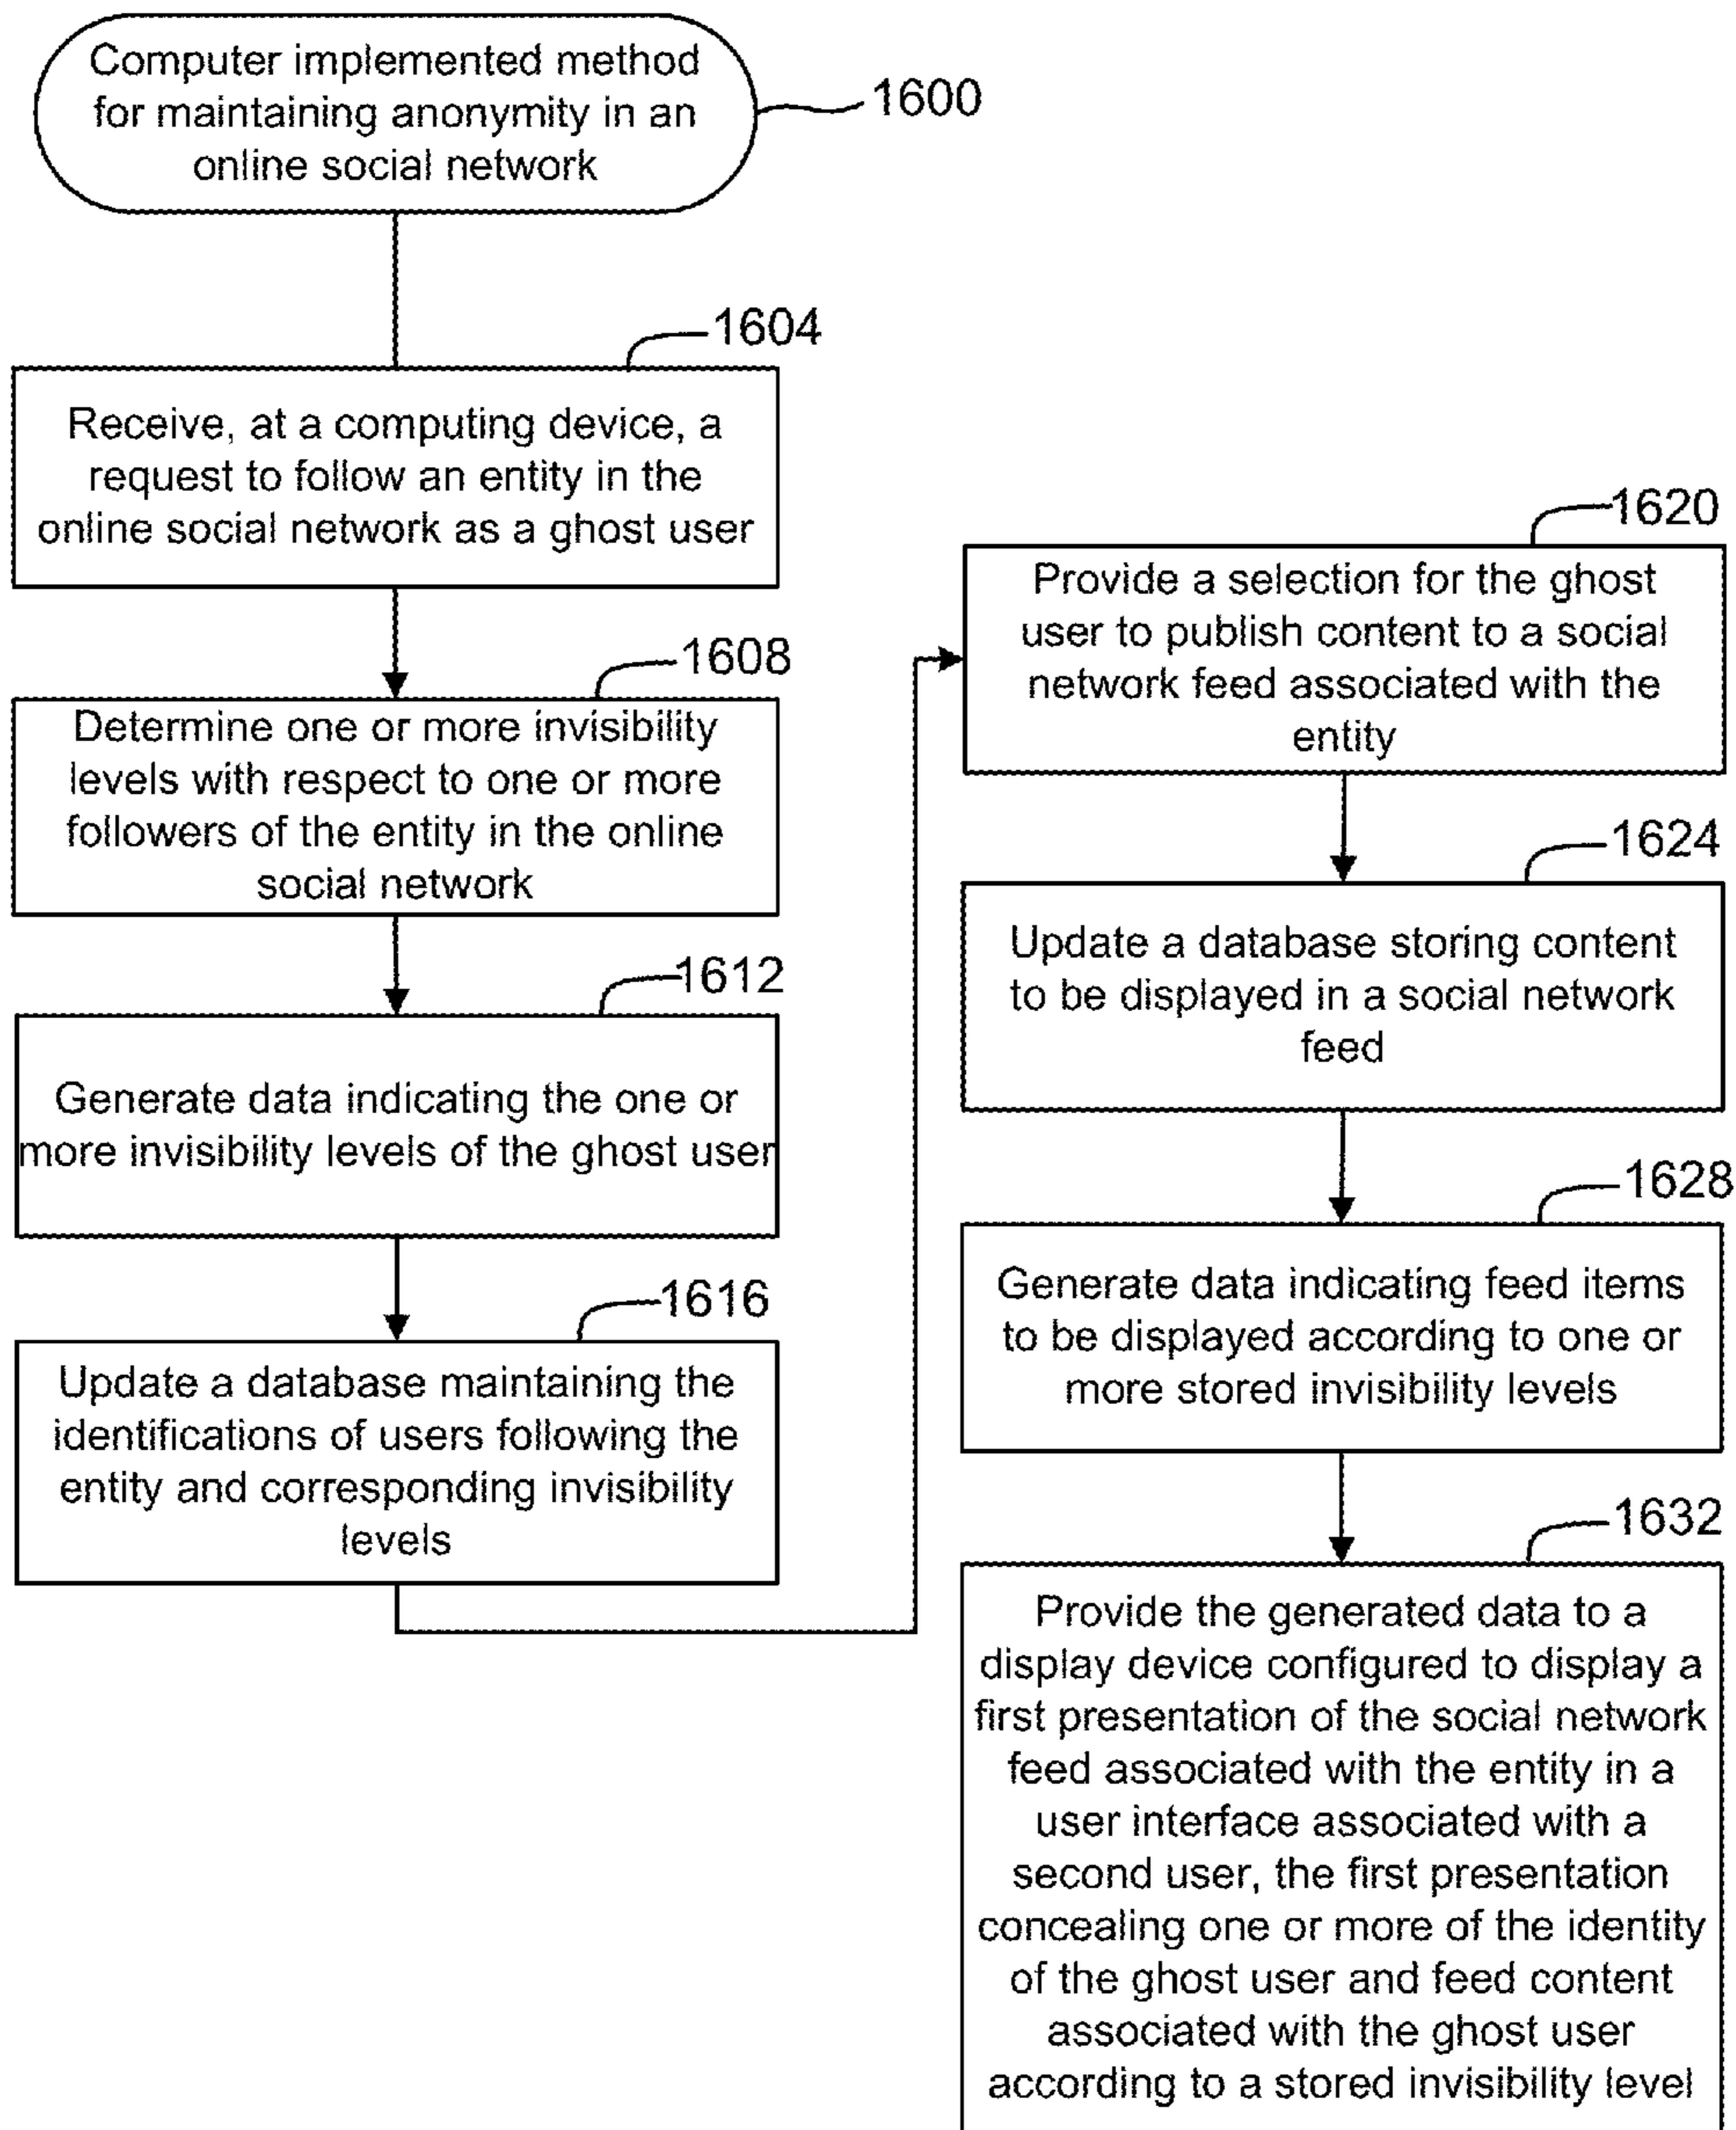 Computer implemented method
for maintaining anonymity in an
online social network
1600
1604
Receive, at a computing device, a
request to follow an entity in the
online social network as a ghost user
1608
Determine one or more invisibility
levels with respect to one or more
followers of the entity in the online
social network
1612
Generate data indicating the one or
more invisibility levels of the ghost user
1616
Update a database maintaining the
identifications of users following the
entity and corresponding invisibility
levels
1620
Provide a selection for the ghost
user to publish content to a social
network feed associated with the
entity
1624
Update a database storing content
to be displayed in a social network
feed
1628
Generate data indicating feed items
to be displayed according to one or
more stored invisibility levels
1632
Provide the generated data to a
display device configured to display a
first presentation of the social network
feed associated with the entity in a
user interface associated with a
second user, the first presentation
concealing one or more of the identity
of the ghost user and feed content
associated with the ghost user
according to a stored invisibility level